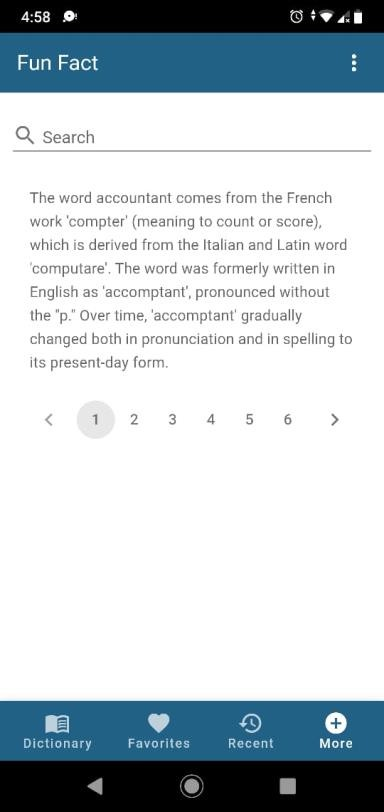 4:58
Fun Fact
Search
The word accountant comes from the French
work 'compter' (meaning to count or score),
which is derived from the Italian and Latin word
'computare'. The word was formerly written in
English as 'accomptant', pronounced without
the "p." Over time, 'accomptant' gradually
changed both in pronunciation and in spelling to
its present-day form.
1 2 3 4 5 6
Dictionary Favorites Recent More